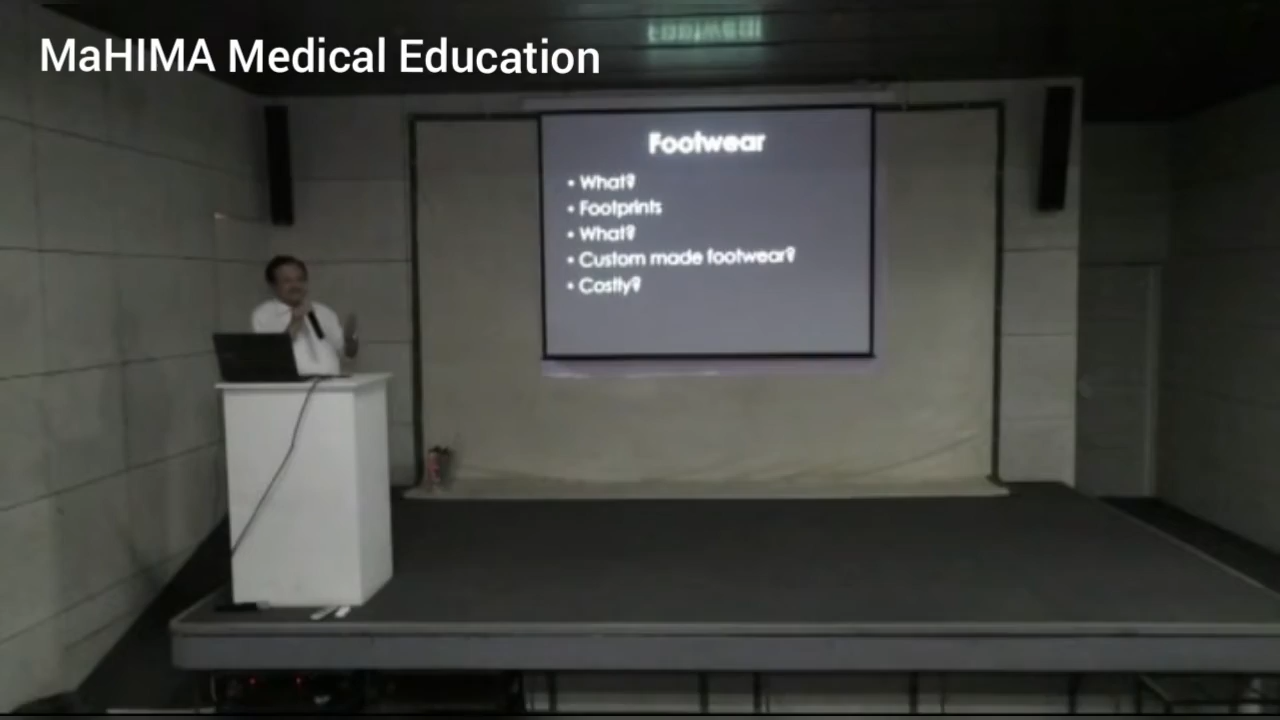 MaHIMA Medical Education
Footwear
• What?
• Footprints
• What?
• Custom made footwear?
• Costly?